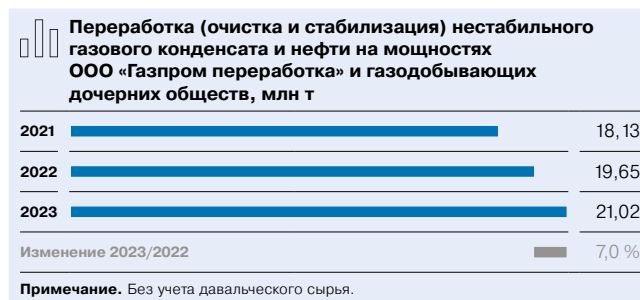 Переработка (очистка и стабилизация) нестабильного
газового конденсата и нефти на мощностях
ООО «Газпром переработка» и газодобывающих
дочерних обществ, млн т
2021 18,13
2022 19,65
2023 21,02
Изменение 2023/2022 7,0 %
Примечание. Без учета давальческого сырья.